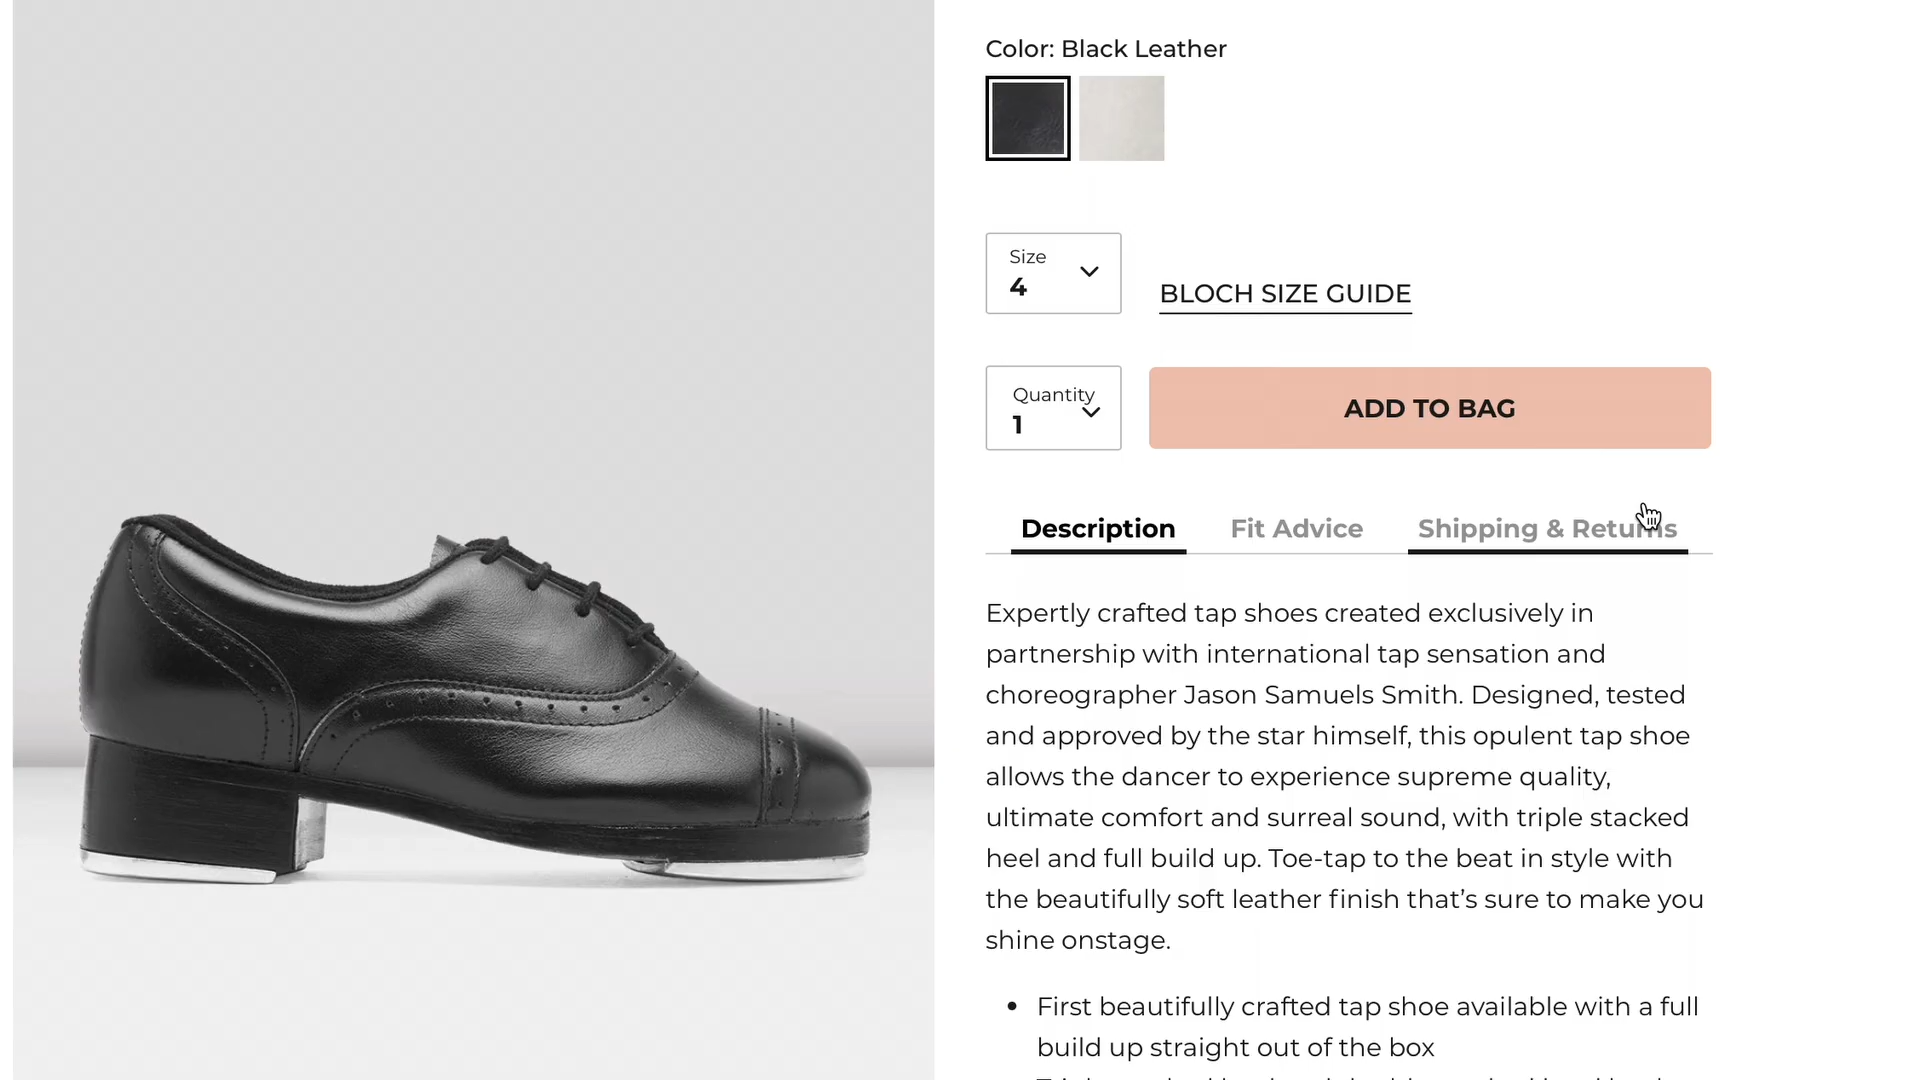 Color: Black Leather
Size
4
BLOCH SIZE GUIDE
Quantity
1
ADD TO BAG
Description
Fit Advice
Shipping & Returns
Expertly crafted tap shoes created exclusively in
partnership with international tap sensation and
choreographer Jason Samuels Smith. Designed, tested
and approved by the star himself, this opulent tap shoe
allows the dancer to experience supreme quality,
ultimate comfort and surreal sound, with triple stacked
heel and full build up. Toe-tap to the beat in style with
the beautifully soft leather finish that’s sure to make you
shine onstage.
• First beautifully crafted tap shoe available with a full
build up straight out of the box